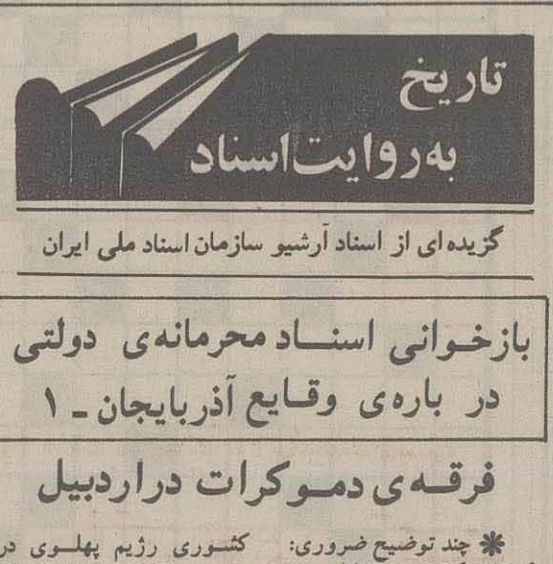 تاریخ
به‌روایت‌اسناد
گزیده‌ای از اسناد آرشیو سازمان اسناد ملی ایران
بازخوانی اسناد محرمانه‌ی دولتی
در باره‌ی وقایع آذربایجان ـ ۱
فرقه‌ی دموکرات در اردبیل
✱ چند توضیح ضروری:
کشوری رژیم پهلوی در